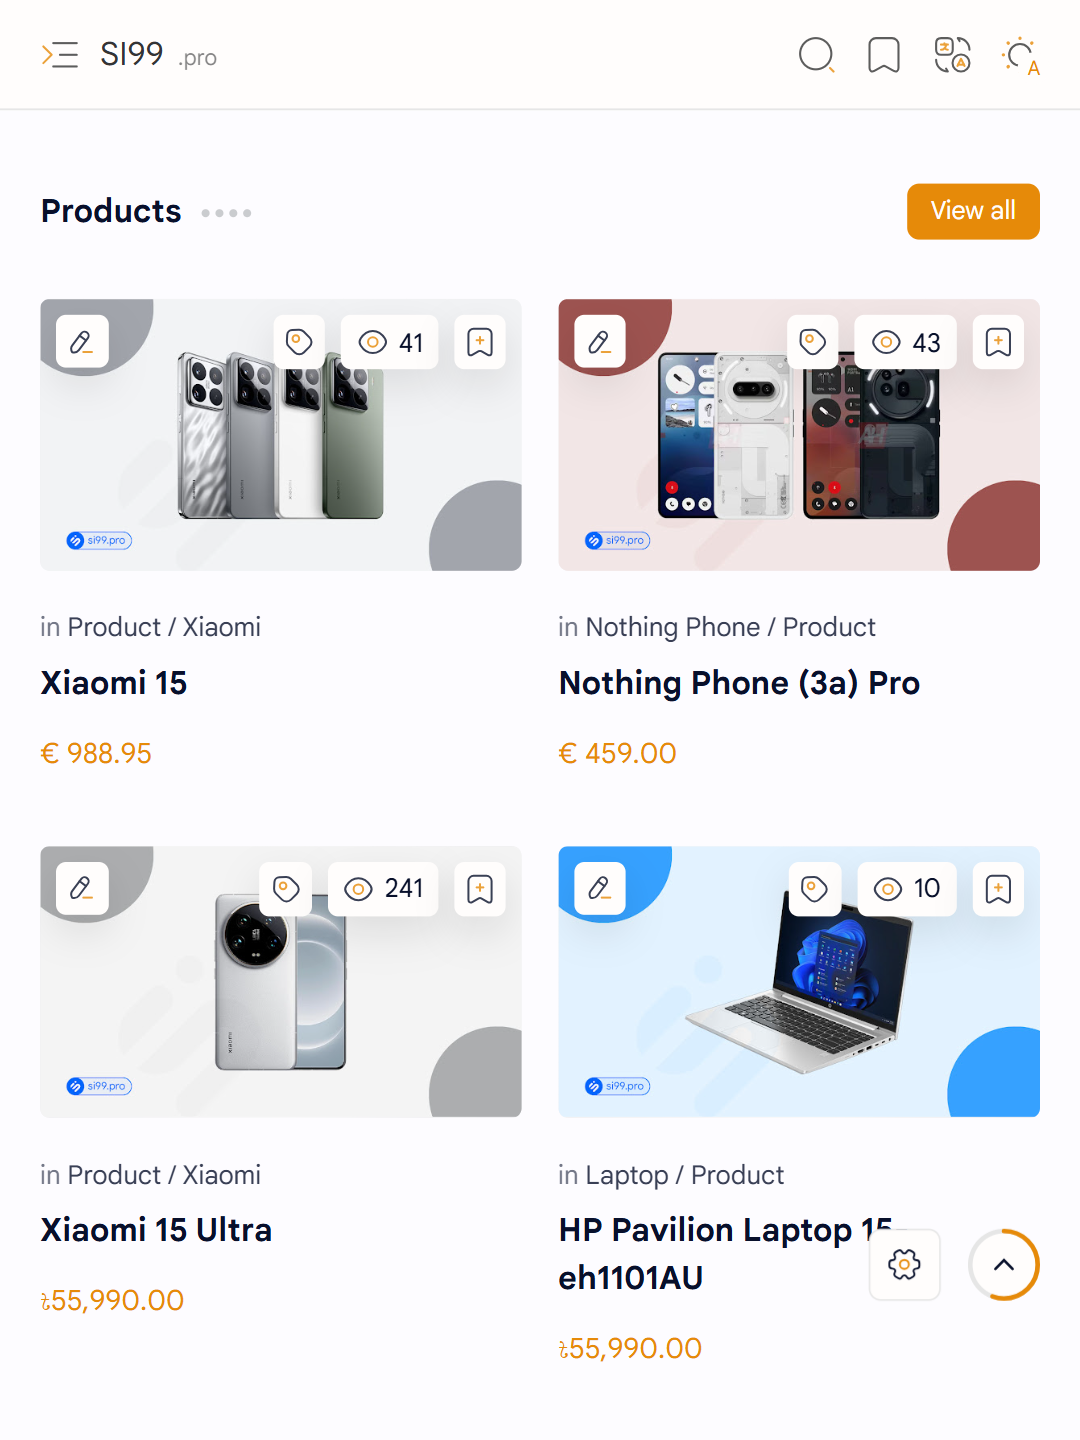 SI99 .pro
Products
View all
41
43
si99.pro
si99.pro
in Product / Xiaomi
in Nothing Phone / Product
Xiaomi 15
Nothing Phone (3a) Pro
€ 988.95
€ 459.00
241
10
si99.pro
si99.pro
in Product / Xiaomi
in Laptop / Product
Xiaomi 15 Ultra
HP Pavilion Laptop 15-
eh1101AU
৳55,990.00
৳55,990.00